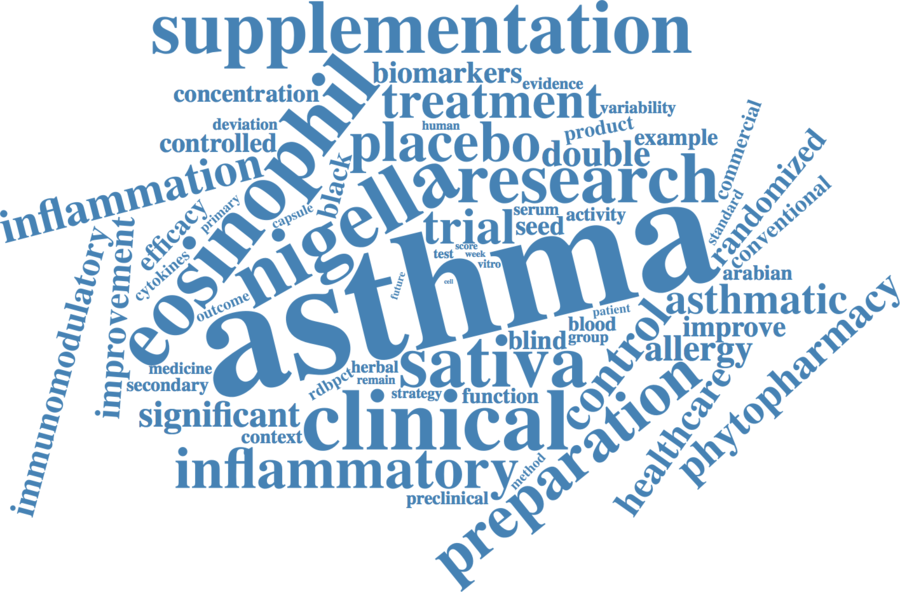 supplementation
biomarkers
evidence
concentration
treatment
variability
deviation
human
product
controlled
placebo
example
commercial
double
inflammation
eosinophil
black
research
randomized
nigella
primary
capsule
efficacy
trial
serum
seed
activity
standard
conventional
cytokines
outcome
test
score
week
vitro
future
cell
asthma
arabian
immunomodulatory
improvement
asthmatic
patient
blood
group
blind
improve
control
allergy
medicine
secondary
herbal
remain
rdbpct
sativa
strategy
function
phytopharmacy
healthcare
significant
context
clinical
inflammatory
method
preclinical
preparation